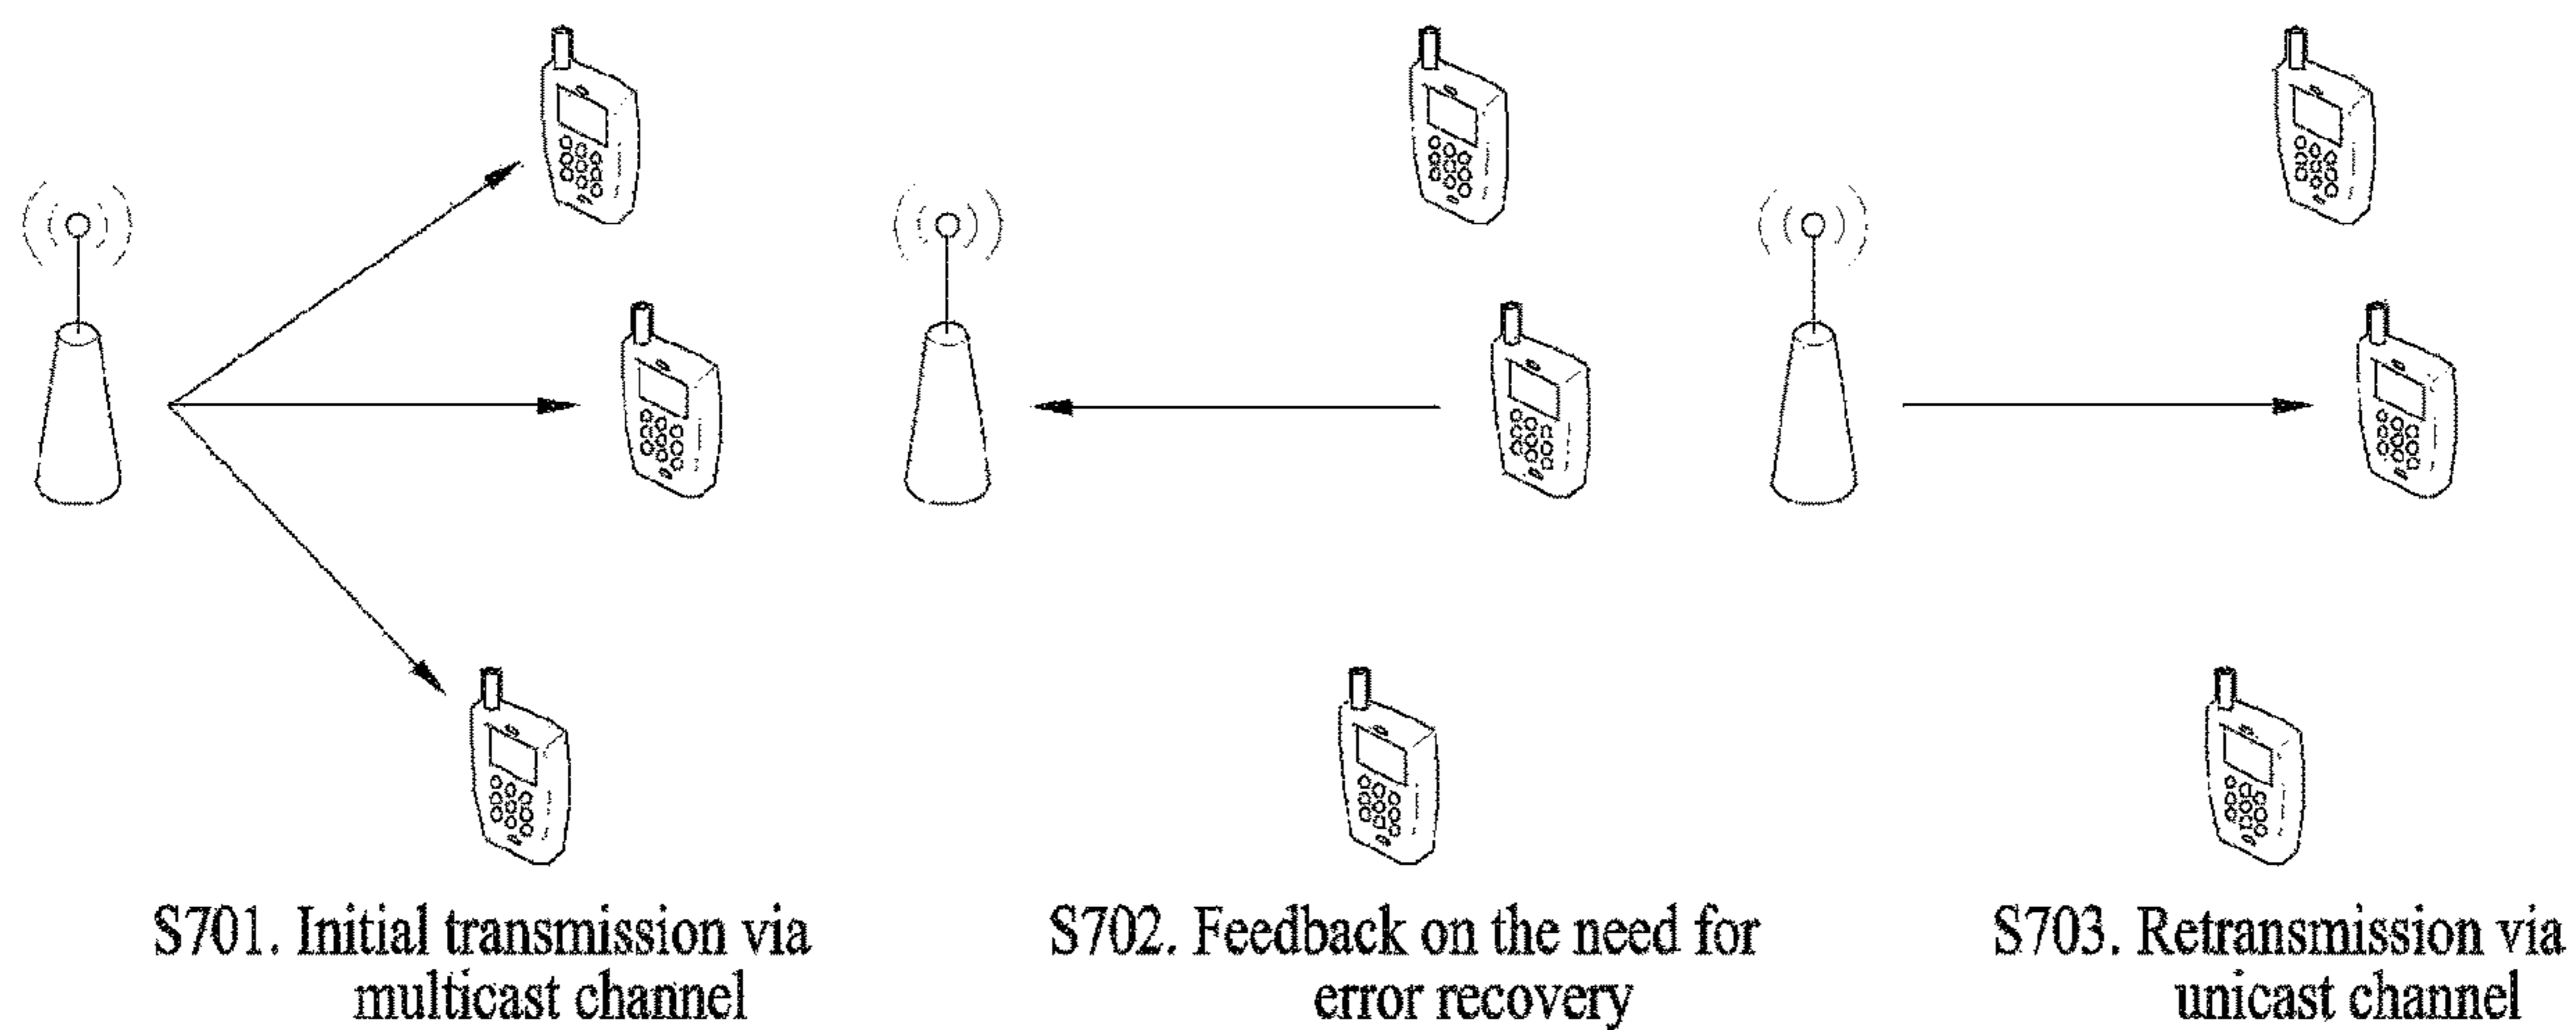 S701. Initial transmission via
multicast channel
S702. Feedback on the need for
error recovery
S703. Retransmission via
unicast channel